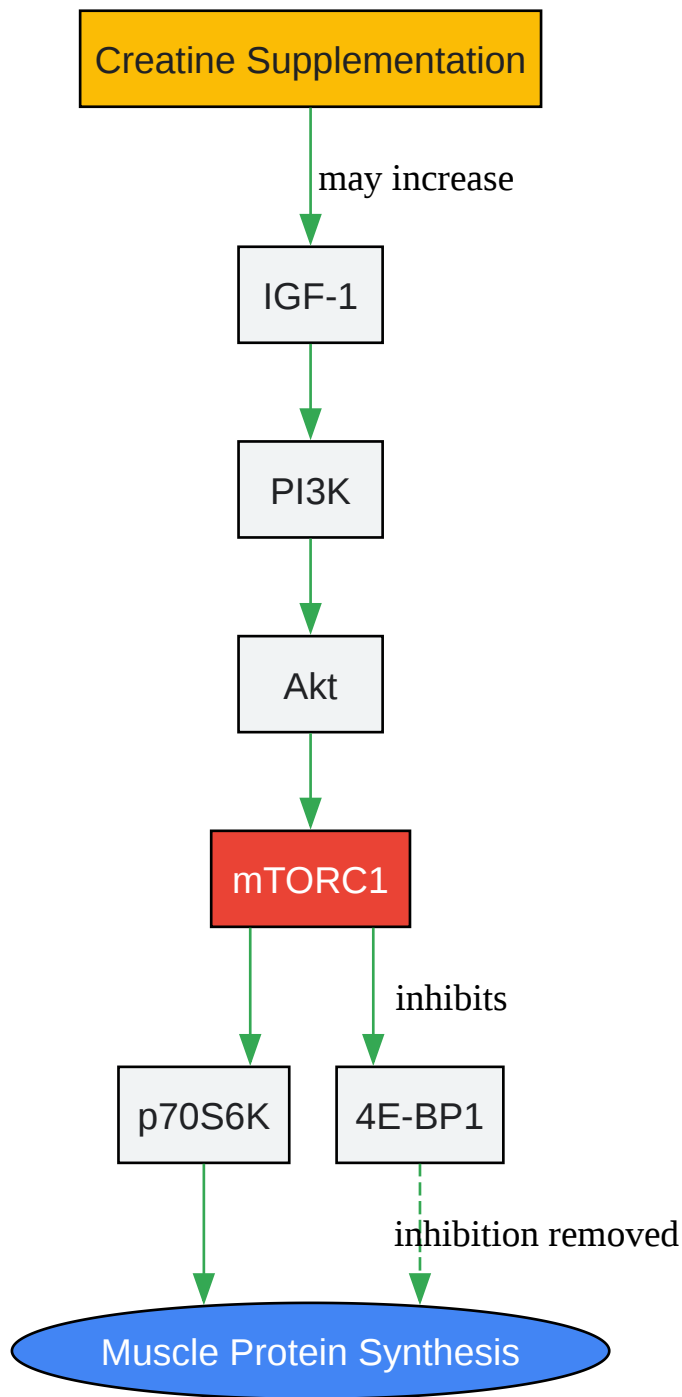 Creatine Supplementation
may increase
IGF-1
PI3K
Akt
mTORC1
inhibits
p70S6K
4E-BP1
inhibition removed
Muscle Protein Synthesis